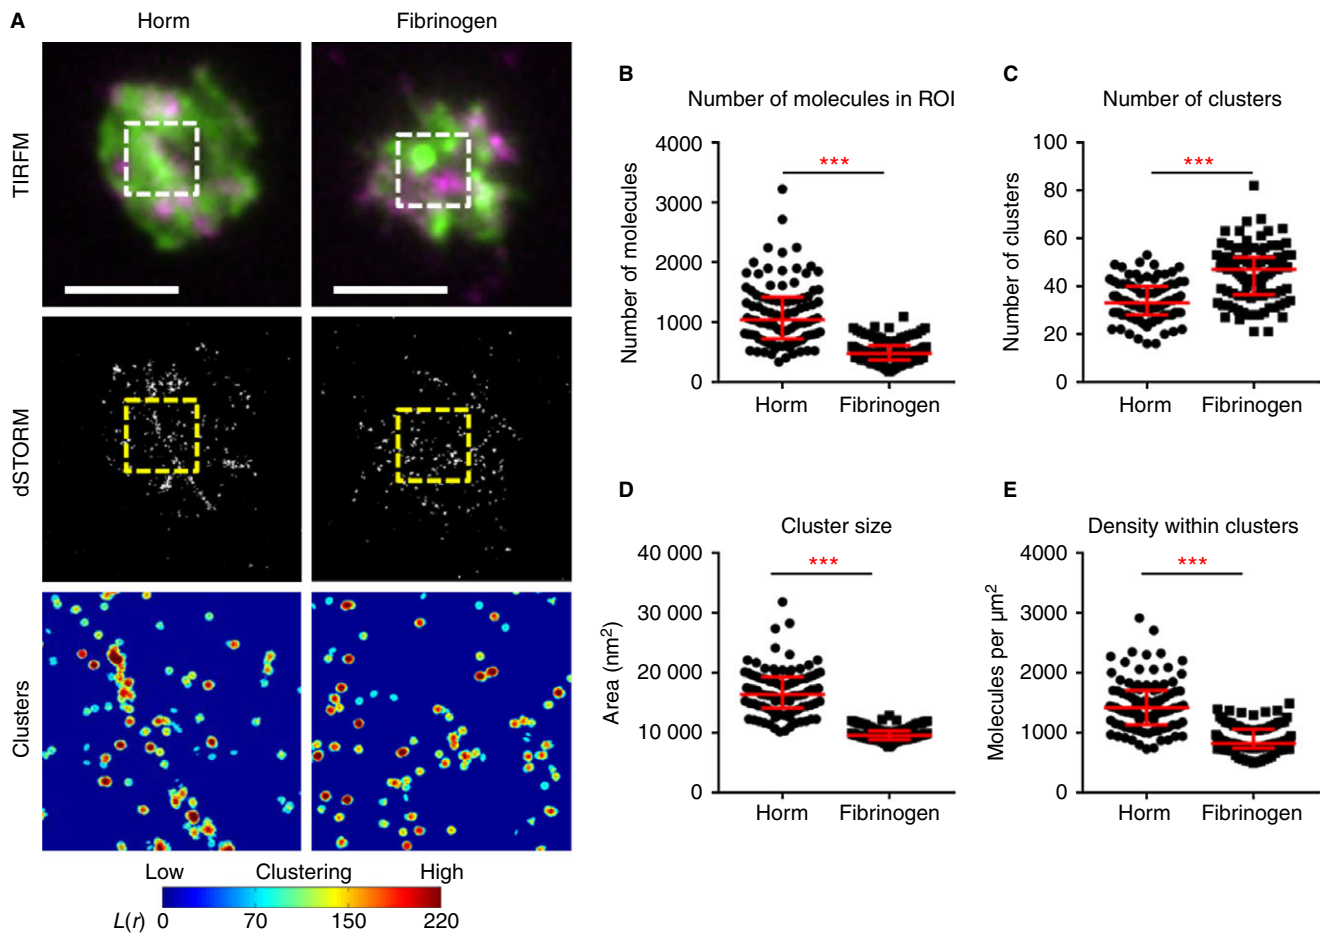 A
Horm
Fibrinogen
TIRFM
dSTORM
Clusters
Low
Clustering
High
L(r) 0 70 150 220
B
Number of molecules in ROI
Number of molecules
4000
3000
2000
1000
0
***
Horm
Fibrinogen
C
Number of clusters
Number of clusters
100
80
60
40
20
0
***
Horm
Fibrinogen
D
Cluster size
Area (nm²)
40 000
30 000
20 000
10 000
0
***
Horm
Fibrinogen
E
Density within clusters
Molecules per µm²
4000
3000
2000
1000
0
***
Horm
Fibrinogen